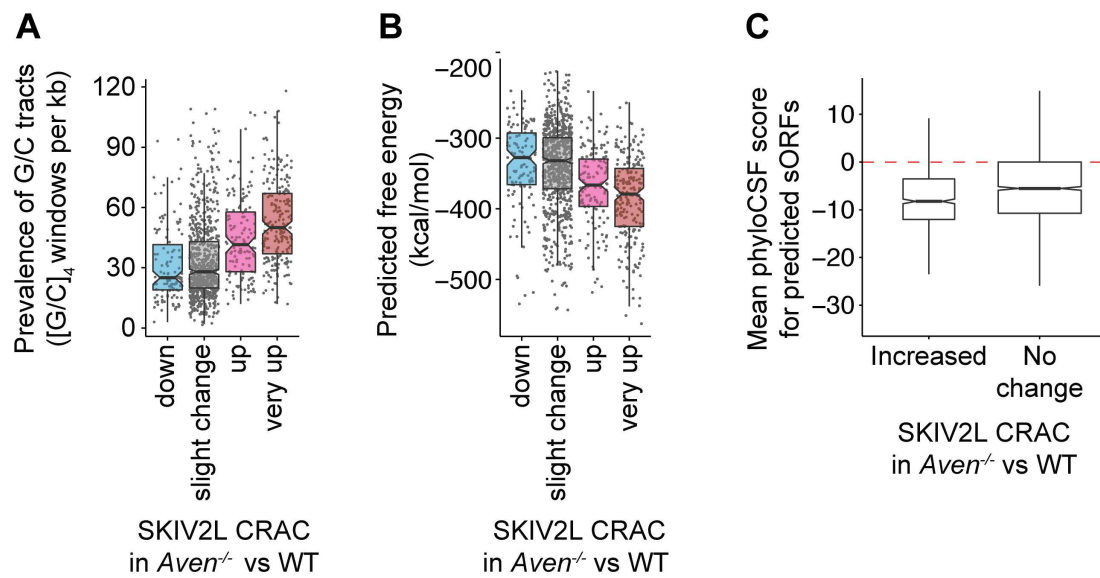 A
Prevalence of G/C tracts
([G/C]4 windows per kb)
120
90
60
30
0
down
slight change
up
very up
SKIV2L CRAC
in Aven-/- vs WT
B
Predicted free energy
(kcal/mol)
−200
−300
−400
−500
down
slight change
up
very up
SKIV2L CRAC
in Aven-/- vs WT
C
Mean phyloCSF score
for predicted sORFs
10
0
−10
−20
−30
Increased
No
change
SKIV2L CRAC
in Aven-/- vs WT